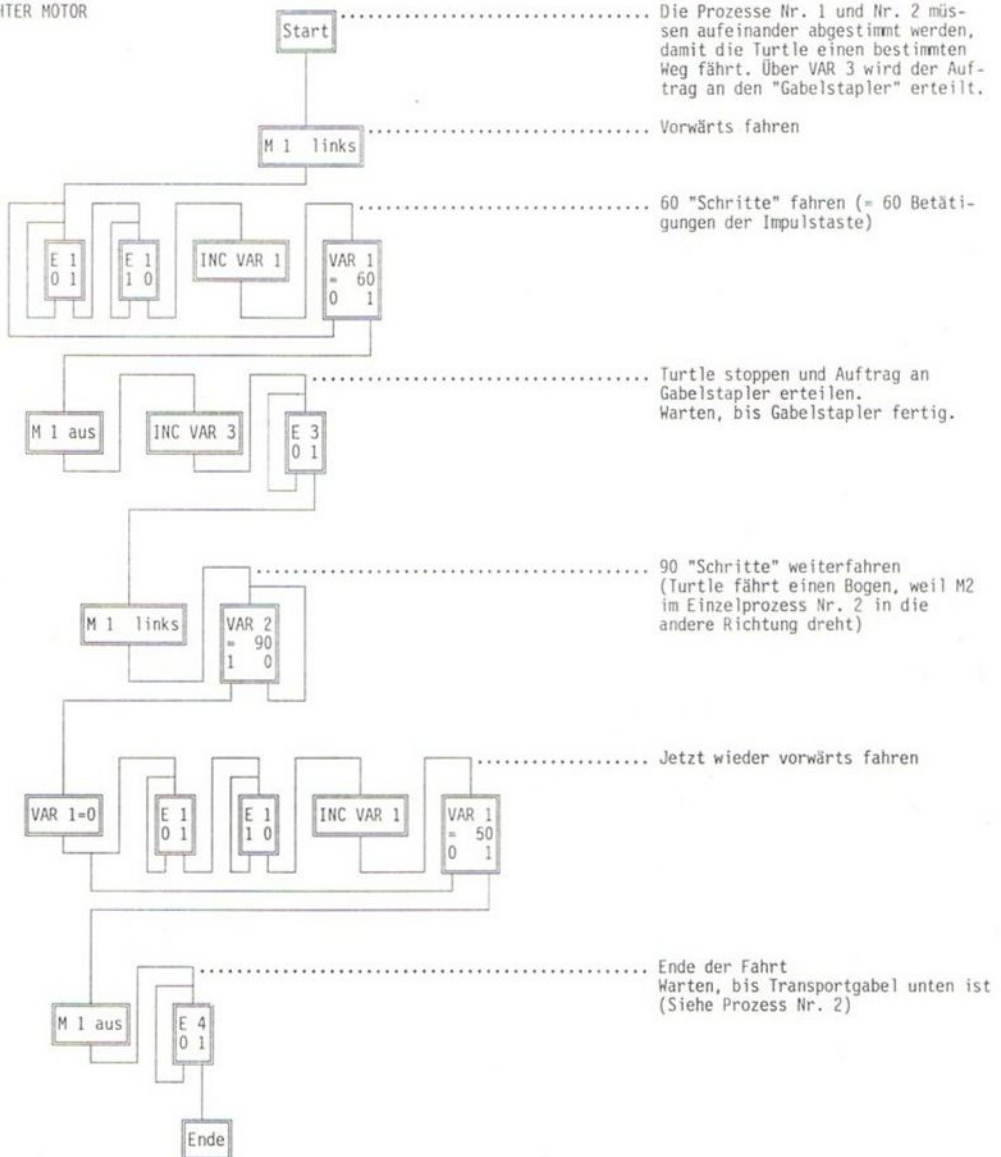 HTER MOTOR
Start
Die Prozesse Nr. 1 und Nr. 2 müs-
sen aufeinander abgestimmt werden,
damit die Turtle einen bestimmten
Weg fährt. Über VAR 3 wird der Auf-
trag an den "Gabelstapler" erteilt.
M 1 links
Vorwärts fahren
60 "Schritte" fahren (= 60 Betäti-
gungen der Impulstaste)
E 1
0 1
E 1
1 0
INC VAR 1
VAR 1
= 60
0 1
Turtle stoppen und Auftrag an
Gabelstapler erteilen.
Warten, bis Gabelstapler fertig.
M 1 aus
INC VAR 3
E 3
0 1
90 "Schritte" weiterfahren
(Turtle fährt einen Bogen, weil M2
im Einzelprozess Nr. 2 in die
andere Richtung dreht)
M 1 links
VAR 2
= 90
1 0
Jetzt wieder vorwärts fahren
VAR 1=0
E 1
0 1
E 1
1 0
INC VAR 1
VAR 1
= 50
0 1
Ende der Fahrt
Warten, bis Transportgabel unten ist
(Siehe Prozess Nr. 2)
M 1 aus
E 4
0 1
Ende